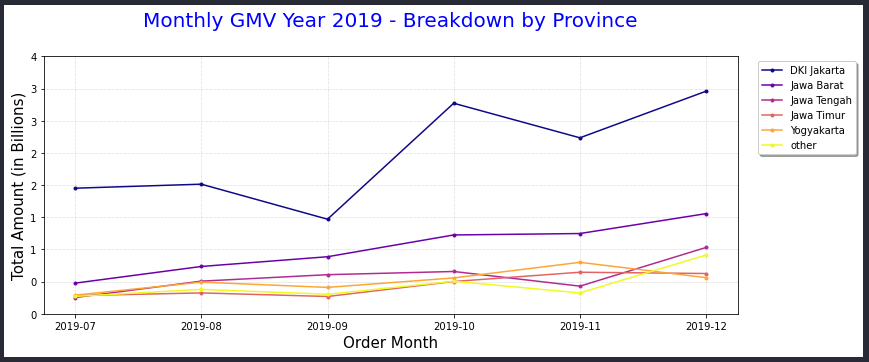 Monthly GMV Year 2019 - Breakdown by Province
Total Amount (in Billions)
4
3
3
2
2
1
1
0
0
2019-07 2019-08 2019-09 2019-10 2019-11 2019-12
Order Month
DKI Jakarta
Jawa Barat
Jawa Tengah
Jawa Timur
Yogyakarta
other